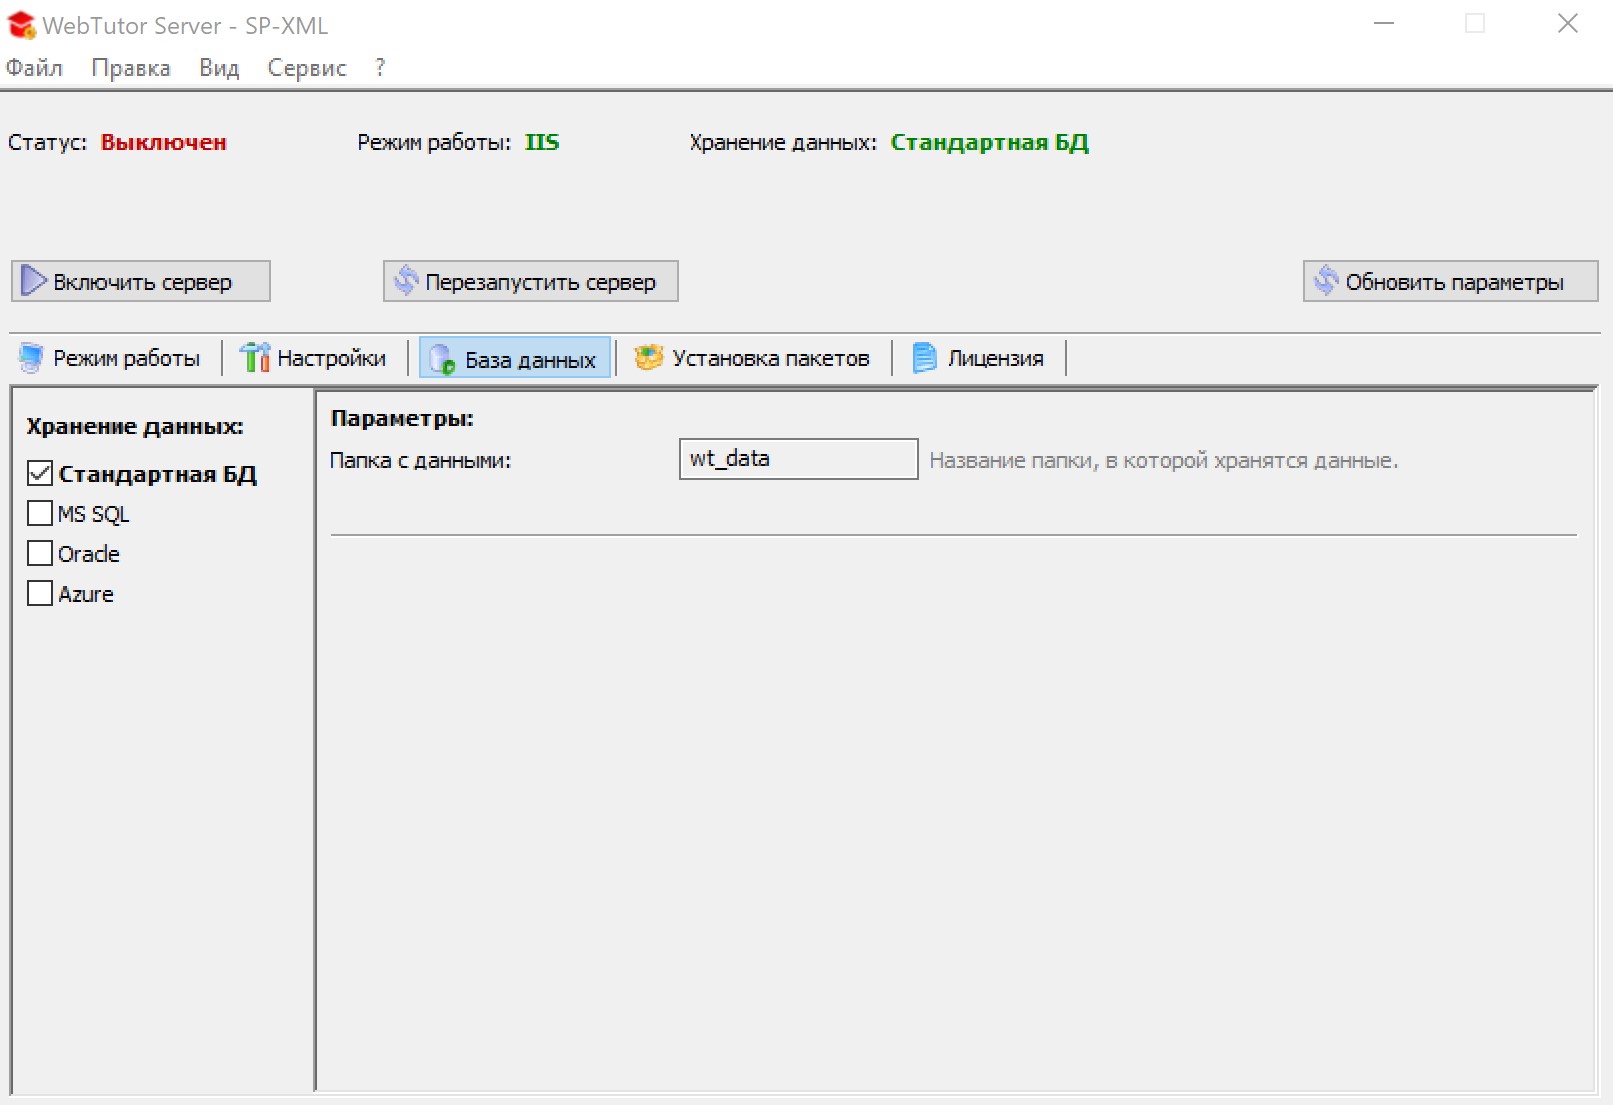 WebTutor Server - SP-XML
Файл Правка Вид Сервис ?
Статус: Выключен Режим работы: IIS Хранение данных: Стандартная БД
Включить сервер Перезапустить сервер Обновить параметры
Режим работы Настройки База данных Установка пакетов Лицензия
Хранение данных:
Стандартная БД
MS SQL
Oracle
Azure
Параметры:
Папка с данными: wt_data Название папки, в которой хранятся данные.